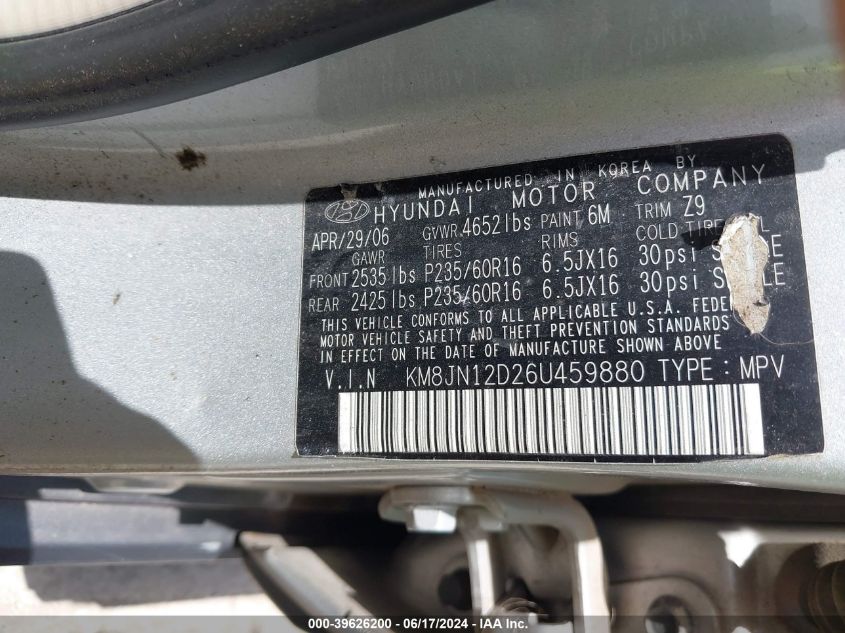 MANUFACTURED IN KOREA BY
HYUNDAI MOTOR COMPANY
APR/29/06 GVWR 4652lbs PAINT 6M TRIM Z9
GAWR TIRES RIMS COLD TIRE
FRONT 2535lbs P235/60R16 6.5JX16 30psi
REAR 2425lbs P235/60R16 6.5JX16 30psi
THIS VEHICLE CONFORMS TO ALL APPLICABLE U.S.A.
MOTOR VEHICLE SAFETY AND THEFT PREVENTION STANDARDS
IN EFFECT ON THE DATE OF MANUFACTURE SHOWN ABOVE
V.I.N KM8JN12D26U459880 TYPE : MPV
000-39626200 - 06/17/2024 - IAA Inc.